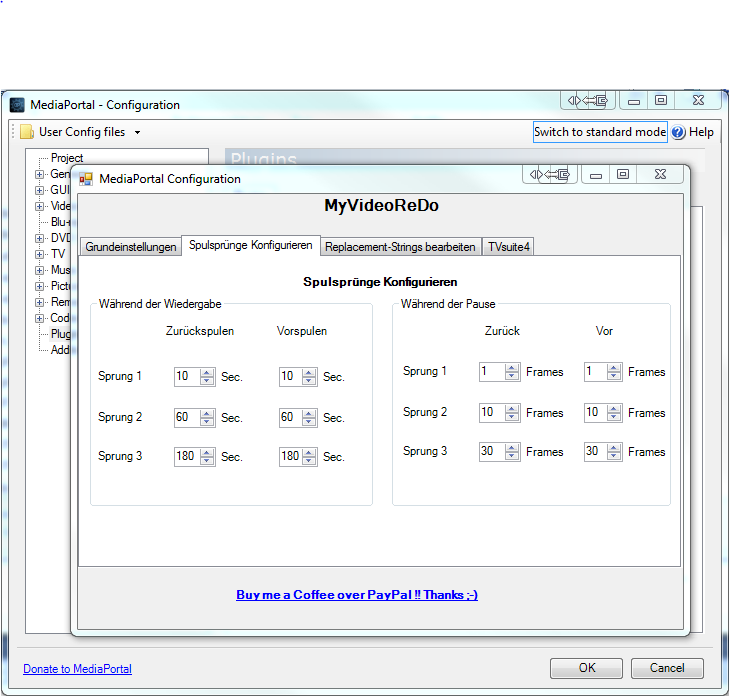 MediaPortal - Configuration
User Config files
Switch to standard mode
Help
Plugins
Project
Gen
GUI
Vide
Blu-
DVD
TV
Mus
Pictu
Rem
Cod
Plug
Add
MediaPortal Configuration
MyVideoReDo
Grundeinstellungen
Spulsprünge Konfigurieren
Replacement-Strings bearbeiten
TVsuite4
Spulsprünge Konfigurieren
Während der Wiedergabe
Zurückspulen Vorspulen
Sprung 1 10 Sec. 10 Sec.
Sprung 2 60 Sec. 60 Sec.
Sprung 3 180 Sec. 180 Sec.
Während der Pause
Zurück Vor
Sprung 1 1 Frames 1 Frames
Sprung 2 10 Frames 10 Frames
Sprung 3 30 Frames 30 Frames
Buy me a Coffee over PayPal !! Thanks ;-)
Donate to MediaPortal
OK
Cancel